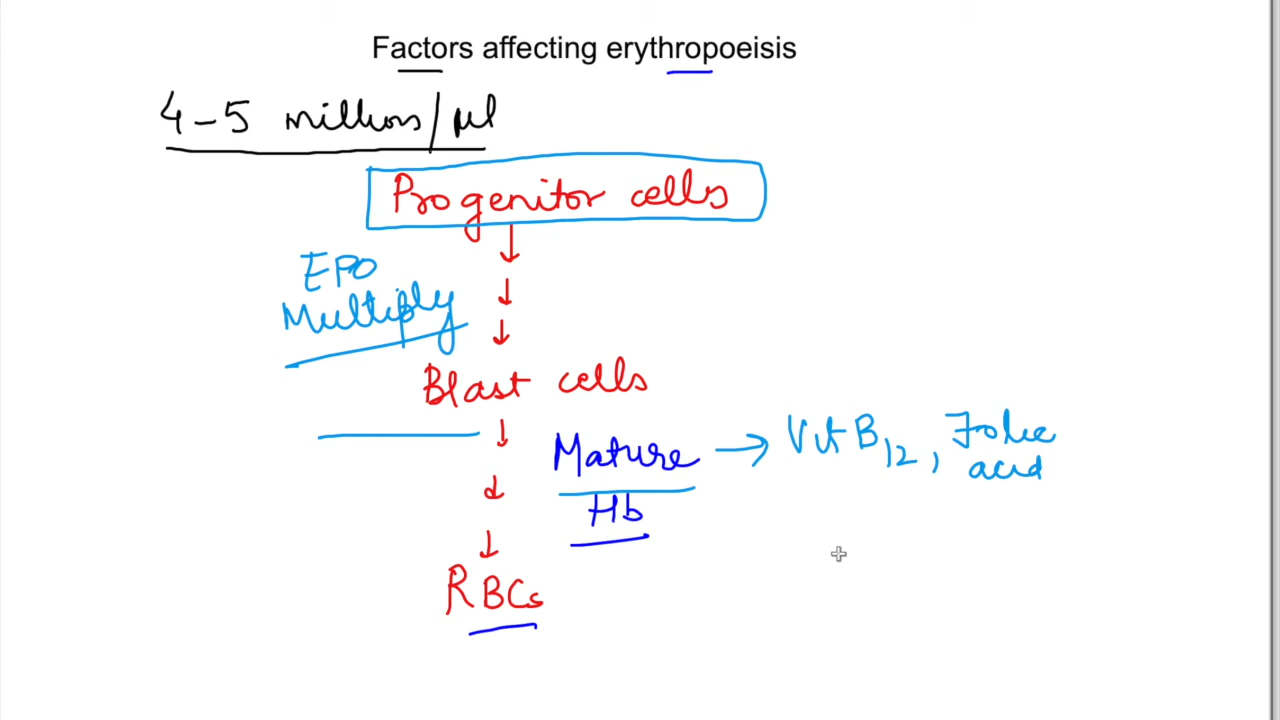 Factors affecting erythropoeisis
4-5 millions/μl
Progenitor cells
EPO
Multiply
Blast cells
Mature → Vit B12, Folic
acid
Hb
RBCs